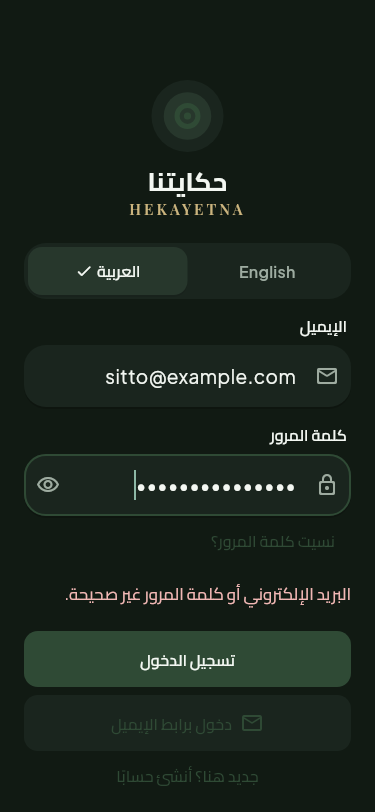 حكايتنا
HEKAYETNA
العربية
English
الإيميل
sitto@example.com
كلمة المرور
نسيت كلمة المرور؟
البريد الإلكتروني أو كلمة المرور غير صحيحة.
تسجيل الدخول
دخول برابط الإيميل
جديد هنا؟ أنشئ حسابًا